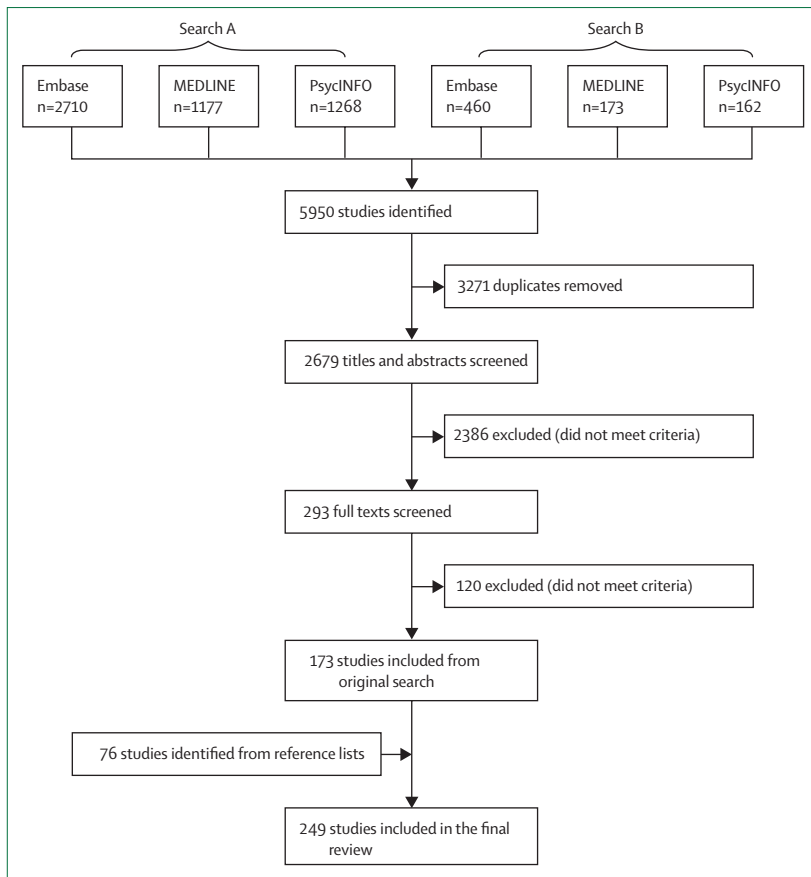 Search A
Search B
Embase
n=2710
MEDLINE
n=1177
PsycINFO
n=1268
Embase
n=460
MEDLINE
n=173
PsycINFO
n=162
5950 studies identified
3271 duplicates removed
2679 titles and abstracts screened
2386 excluded (did not meet criteria)
293 full texts screened
120 excluded (did not meet criteria)
173 studies included from
original search
76 studies identified from reference lists
249 studies included in the final
review